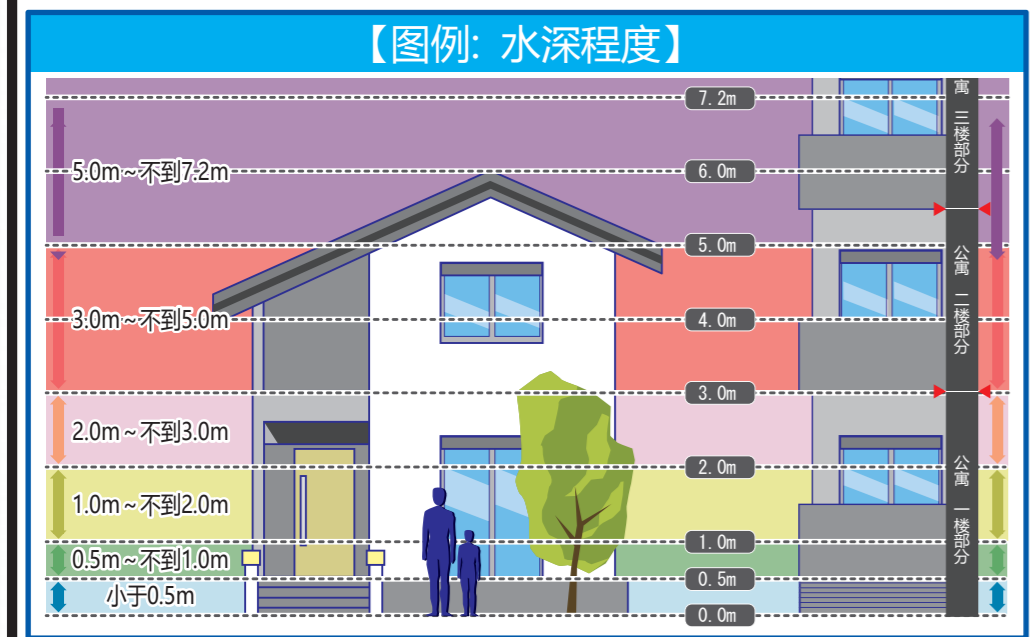 【图例: 水深程度】
7.2m
5.0m~不到7.2m
6.0m
5.0m
3.0m~不到5.0m
4.0m
3.0m
2.0m~不到3.0m
2.0m
1.0m~不到2.0m
1.0m
0.5m~不到1.0m
0.5m
小于0.5m
0.0m
寓 三楼部分
公寓 二楼部分
公寓 一楼部分